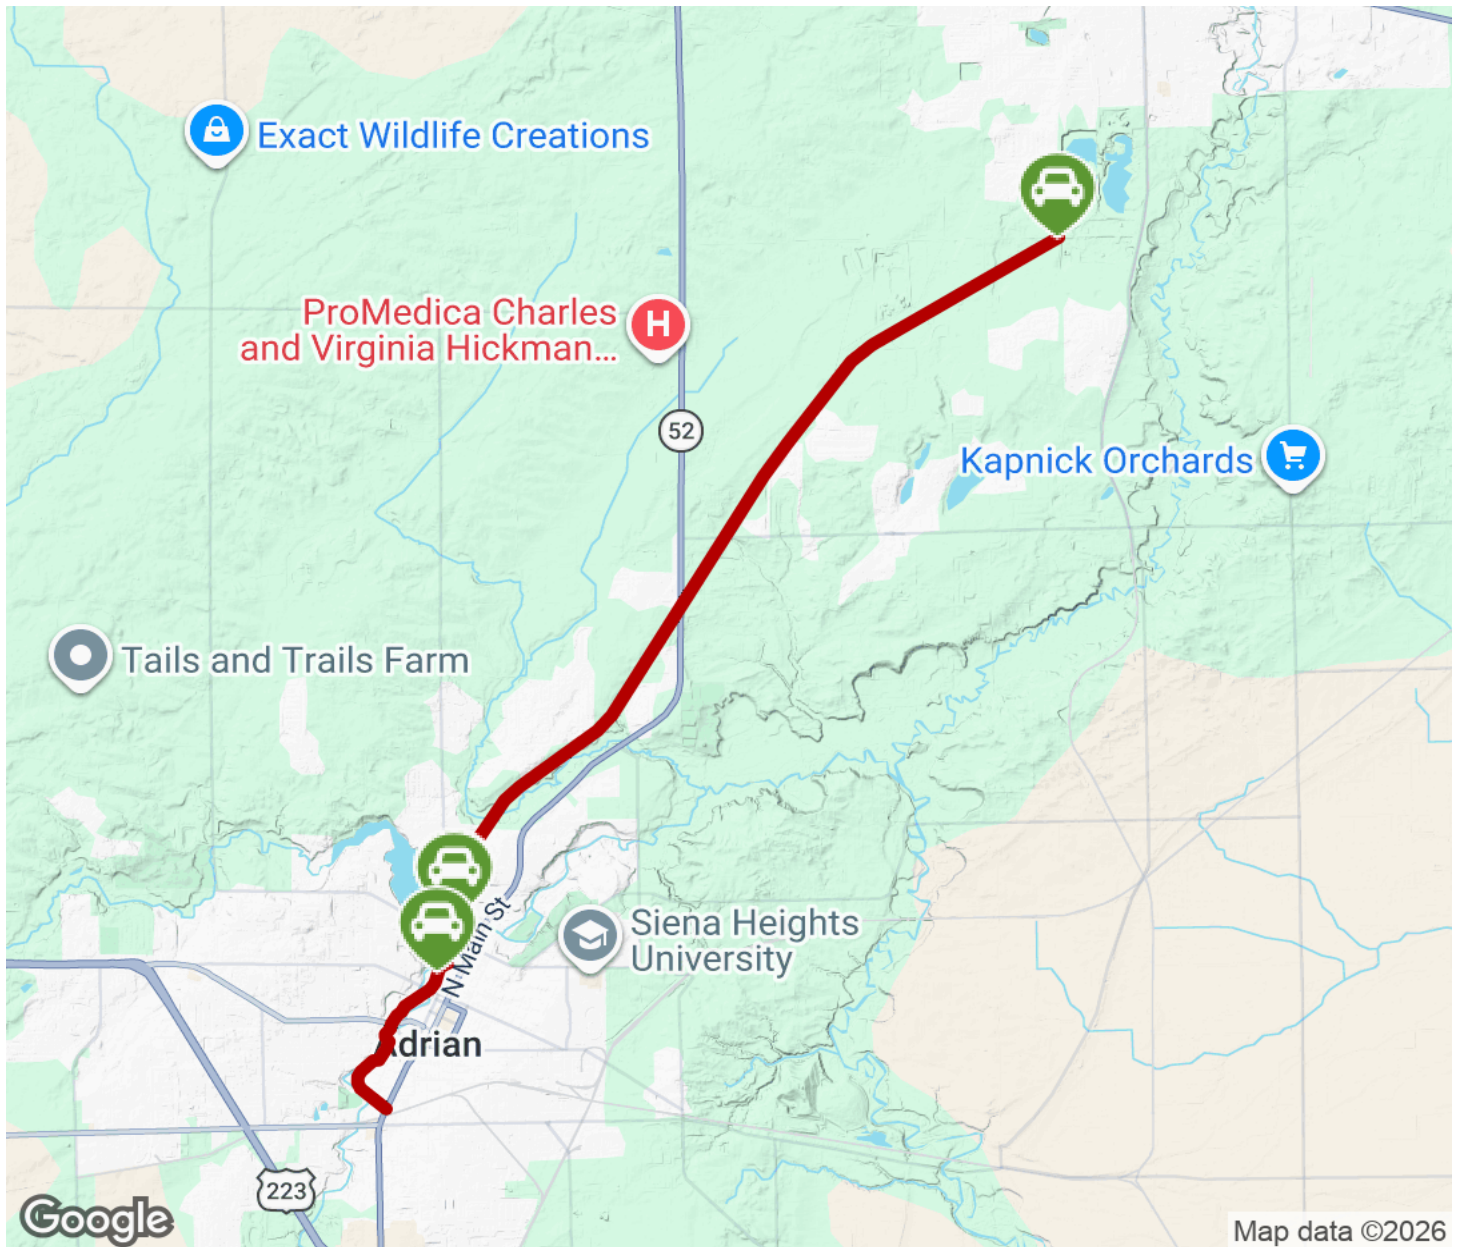 Exact Wildlife Creations
ProMedica Charles
and Virginia Hickman...
H
52
Kapnick Orchards
Tails and Trails Farm
N Main St
Siena Heights
University
Adrian
223
Google
Map data ©2026